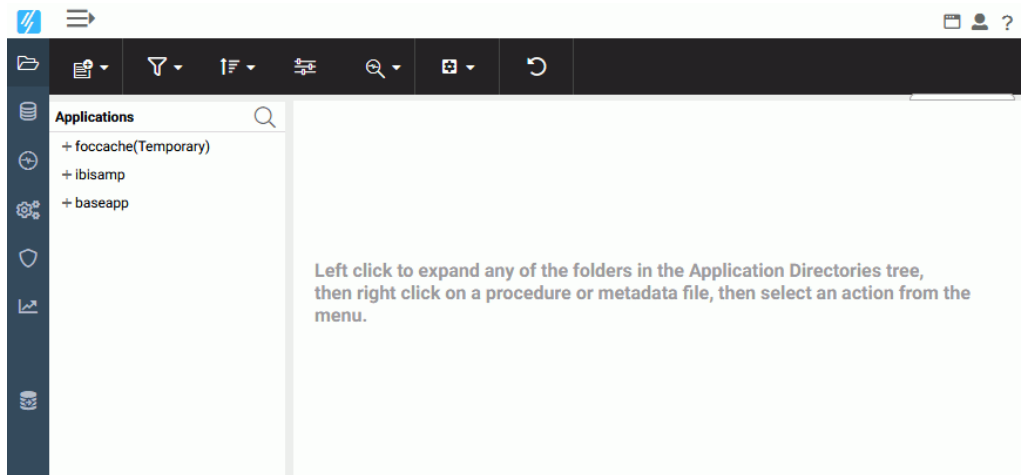 ?
Applications
foccache(Temporary)
ibisamp
baseapp
Left click to expand any of the folders in the Application Directories tree,
then right click on a procedure or metadata file, then select an action from the
menu.